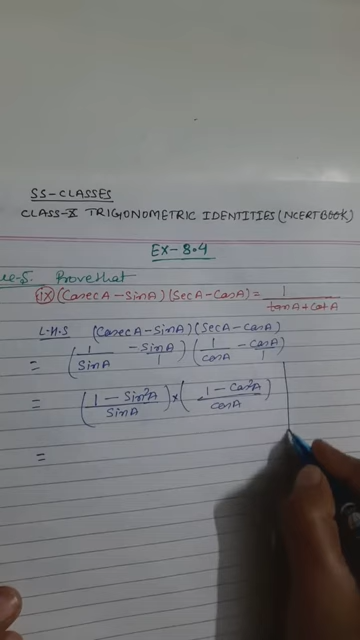 SS-CLASSES
CLASS-X TRIGONOMETRIC IDENTITIES (NCERT BOOK)
EX-8.4
ue-5. Prove that
(ix) (CosecA - SinA) (SecA - CosA) = 1/(tanA + CotA)
L.H.S (CosecA - SinA) (SecA - CosA)
= (1/SinA - SinA/1) (1/CosA - CosA/1)
= ((1 - Sin²A)/SinA) × ((1 - Cos²A)/CosA)
=